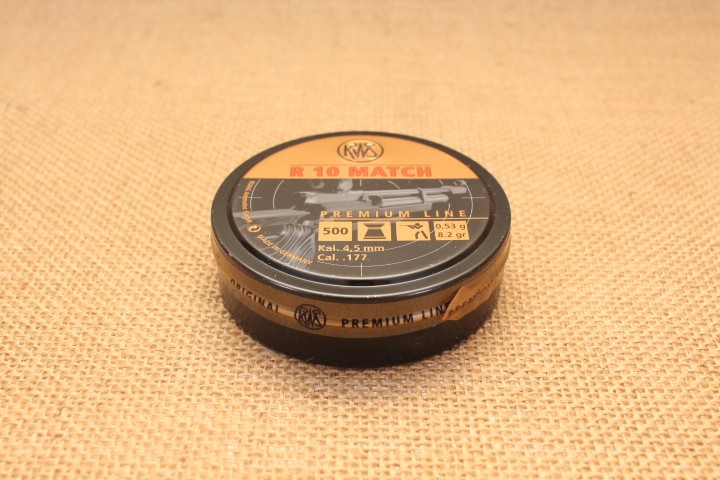 RWS
R 10 MATCH
PREMIUM LINE
500
0,53 g
8.2 gr
Kal. 4,5 mm
Cal. .177
MADE IN GERMANY
ORIGINAL RWS PREMIUM LINE